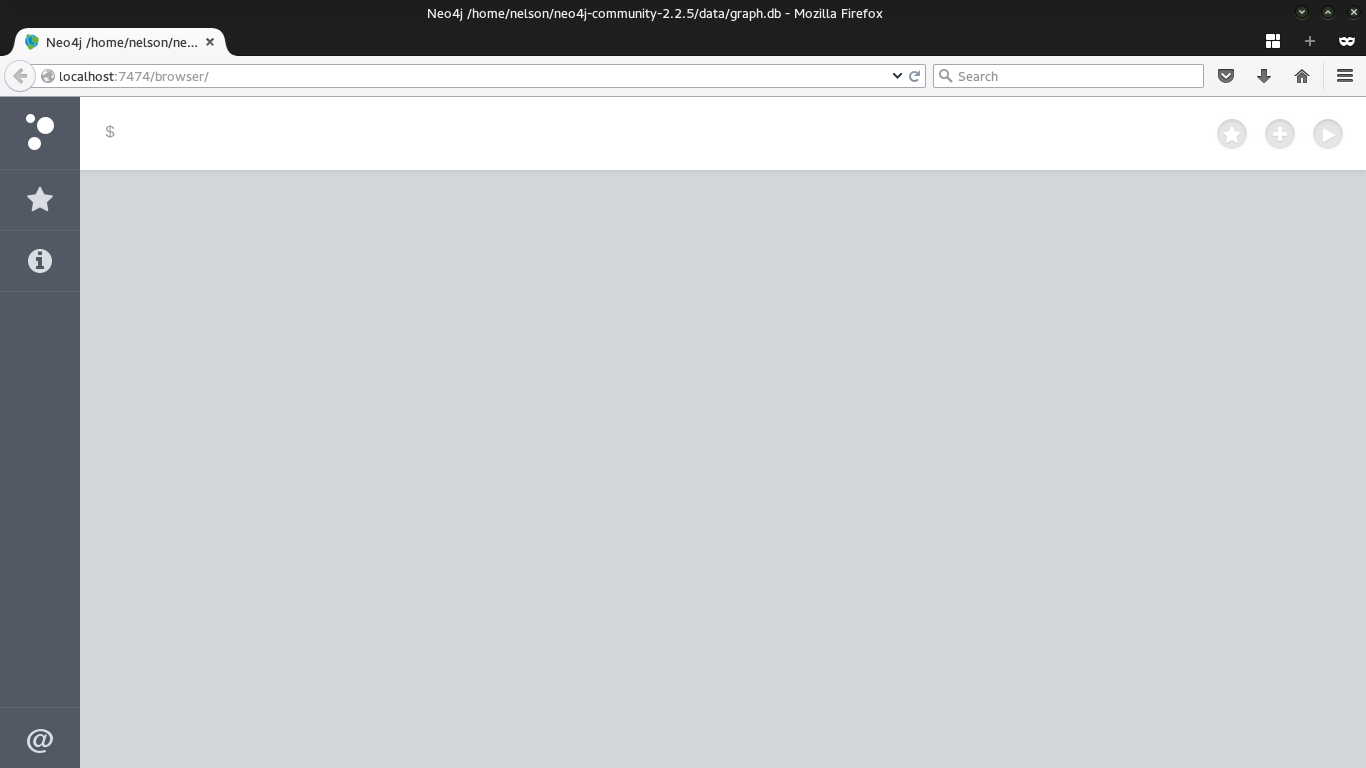 Neo4j /home/nelson/neo4j-community-2.2.5/data/graph.db - Mozilla Firefox
Neo4j /home/nelson/ne...
localhost:7474/browser/
Search
$
@